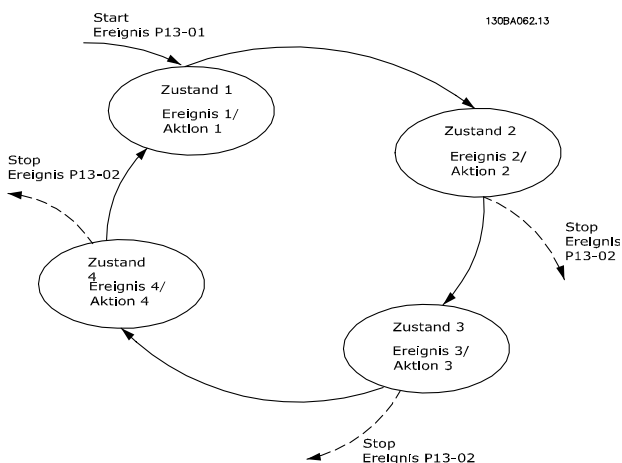 Start
Ereignis P13-01
130BA062.13
Zustand 1
Ereignis 1/
Aktion 1
Zustand 2
Ereignis 2/
Aktion 2
Stop
Ereignis P13-02
Stop
Ereignis
P13-02
Zustand
4
Ereignis 4/
Aktion 4
Zustand 3
Ereignis 3/
Aktion 3
Stop
Ereignis P13-02